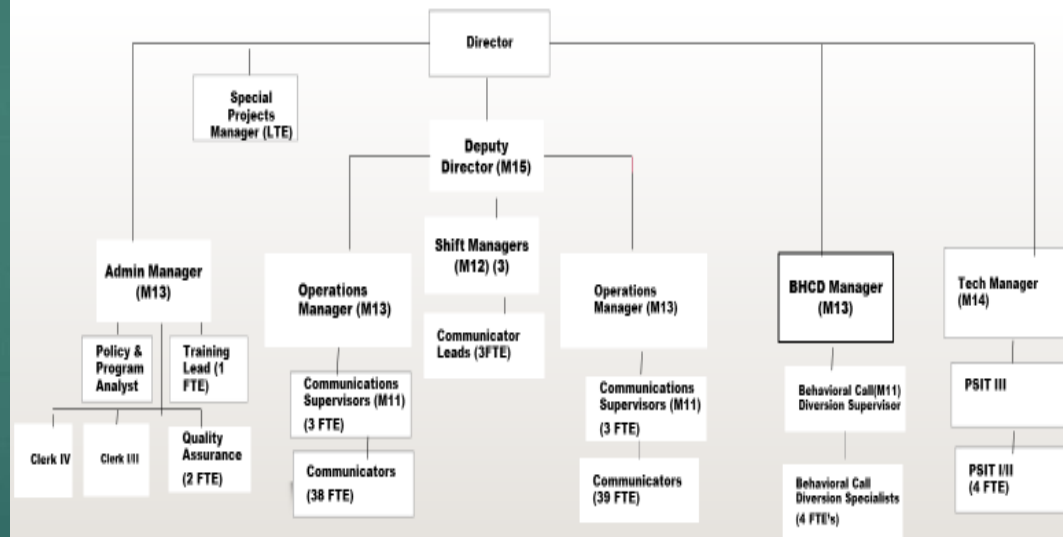 Director
Special
Projects
Manager (LTE)
Deputy
Director (M15)
Shift Managers
(M12) (3)
Admin Manager
(M13)
Operations
Manager (M13)
Operations
Manager (M13)
BHCD Manager
(M13)
Tech Manager
(M14)
Communicator
Leads (3FTE)
Policy &
Program
Analyst
Training
Lead (1
FTE)
Communications
Supervisors (M11)
(3 FTE)
Communications
Supervisors (M11)
(3 FTE)
Behavioral Call(M11)
Diversion Supervisor
PSIT III
Clerk IV
Clerk I/II
Quality
Assurance
(2 FTE)
Communicators
(38 FTE)
Communicators
(39 FTE)
Behavioral Call
Diversion Specialists
(4 FTE's)
PSIT I/II
(4 FTE)